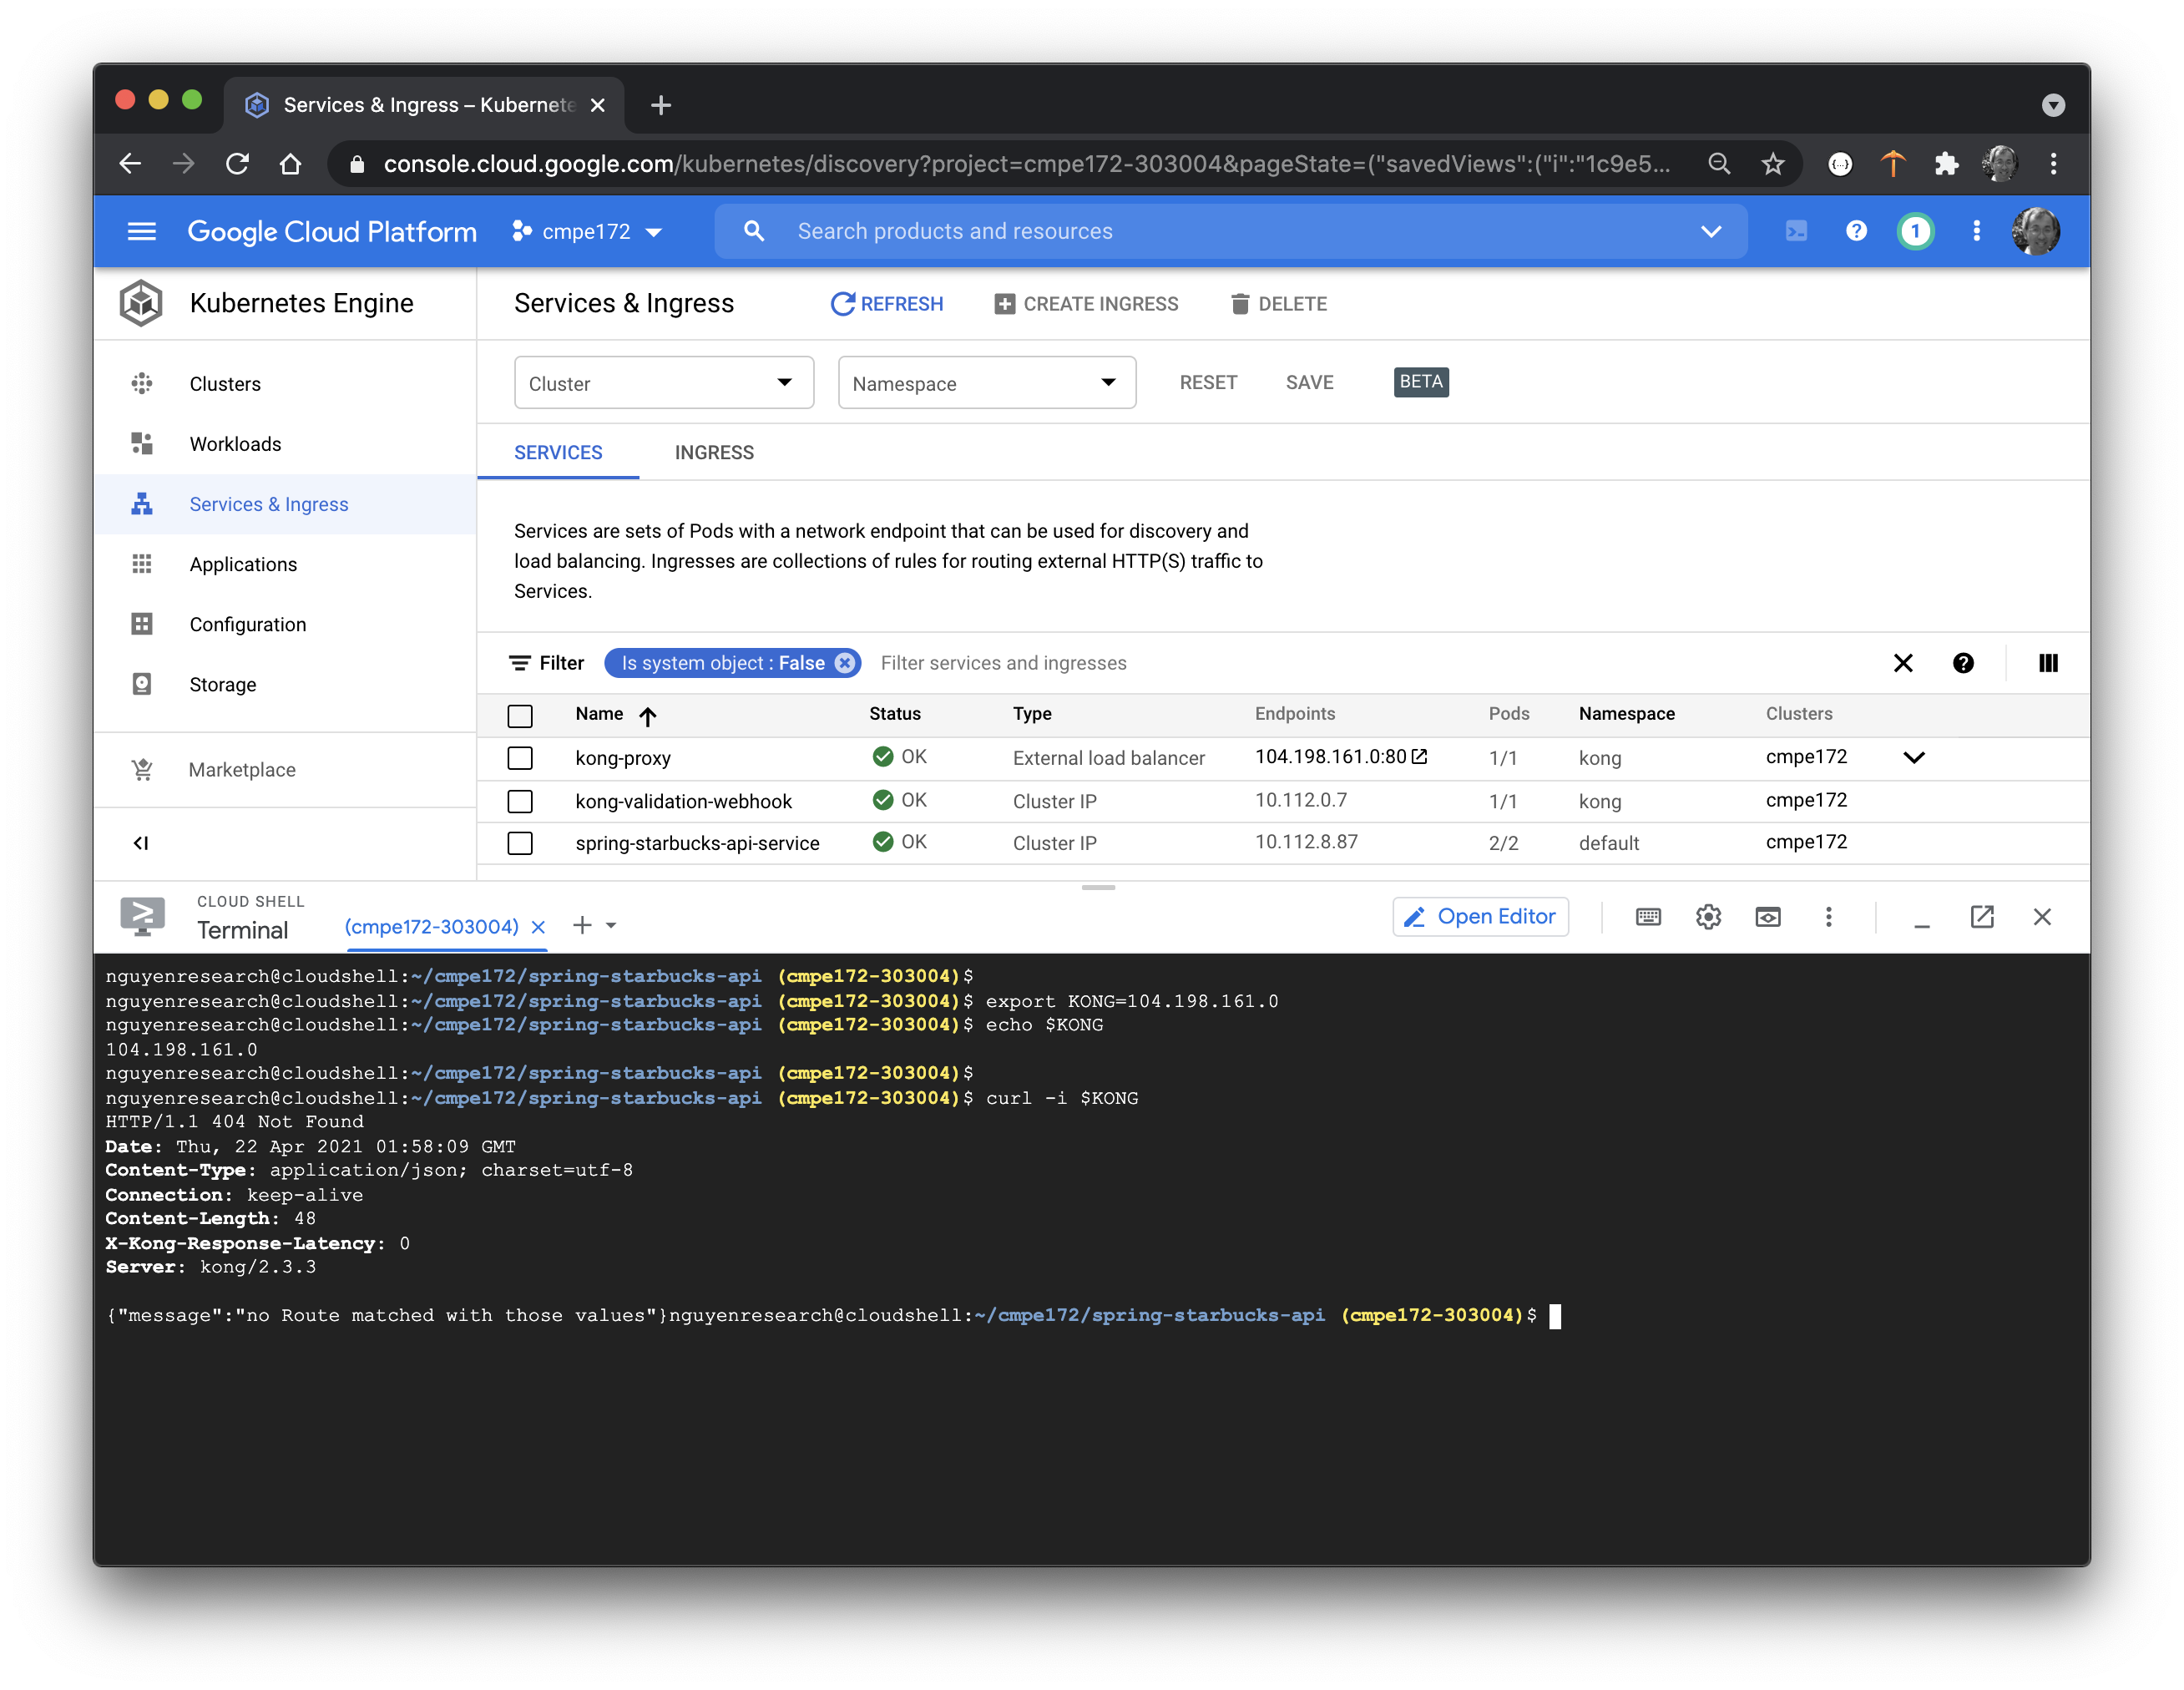 Services & Ingress – Kubernete
console.cloud.google.com/kubernetes/discovery?project=cmpe172-303004&pageState=("savedViews":("i":"1c9e5...
Google Cloud Platform
cmpe172
Search products and resources
1
Kubernetes Engine
Services & Ingress
REFRESH
CREATE INGRESS
DELETE
Clusters
Workloads
Services & Ingress
Applications
Configuration
Storage
Marketplace
Cluster
Namespace
RESET
SAVE
BETA
SERVICES
INGRESS
Services are sets of Pods with a network endpoint that can be used for discovery and
load balancing. Ingresses are collections of rules for routing external HTTP(S) traffic to
Services.
Filter
Is system object : False
Filter services and ingresses
Name Status Type Endpoints Pods Namespace Clusters
kong-proxy OK External load balancer 104.198.161.0:80 1/1 kong cmpe172
kong-validation-webhook OK Cluster IP 10.112.0.7 1/1 kong cmpe172
spring-starbucks-api-service OK Cluster IP 10.112.8.87 2/2 default cmpe172
CLOUD SHELL
Terminal
(cmpe172-303004)
Open Editor
nguyenresearch@cloudshell:~/cmpe172/spring-starbucks-api (cmpe172-303004)$
nguyenresearch@cloudshell:~/cmpe172/spring-starbucks-api (cmpe172-303004)$ export KONG=104.198.161.0
nguyenresearch@cloudshell:~/cmpe172/spring-starbucks-api (cmpe172-303004)$ echo $KONG
104.198.161.0
nguyenresearch@cloudshell:~/cmpe172/spring-starbucks-api (cmpe172-303004)$
nguyenresearch@cloudshell:~/cmpe172/spring-starbucks-api (cmpe172-303004)$ curl -i $KONG
HTTP/1.1 404 Not Found
Date: Thu, 22 Apr 2021 01:58:09 GMT
Content-Type: application/json; charset=utf-8
Connection: keep-alive
Content-Length: 48
X-Kong-Response-Latency: 0
Server: kong/2.3.3
{"message":"no Route matched with those values"}nguyenresearch@cloudshell:~/cmpe172/spring-starbucks-api (cmpe172-303004)$